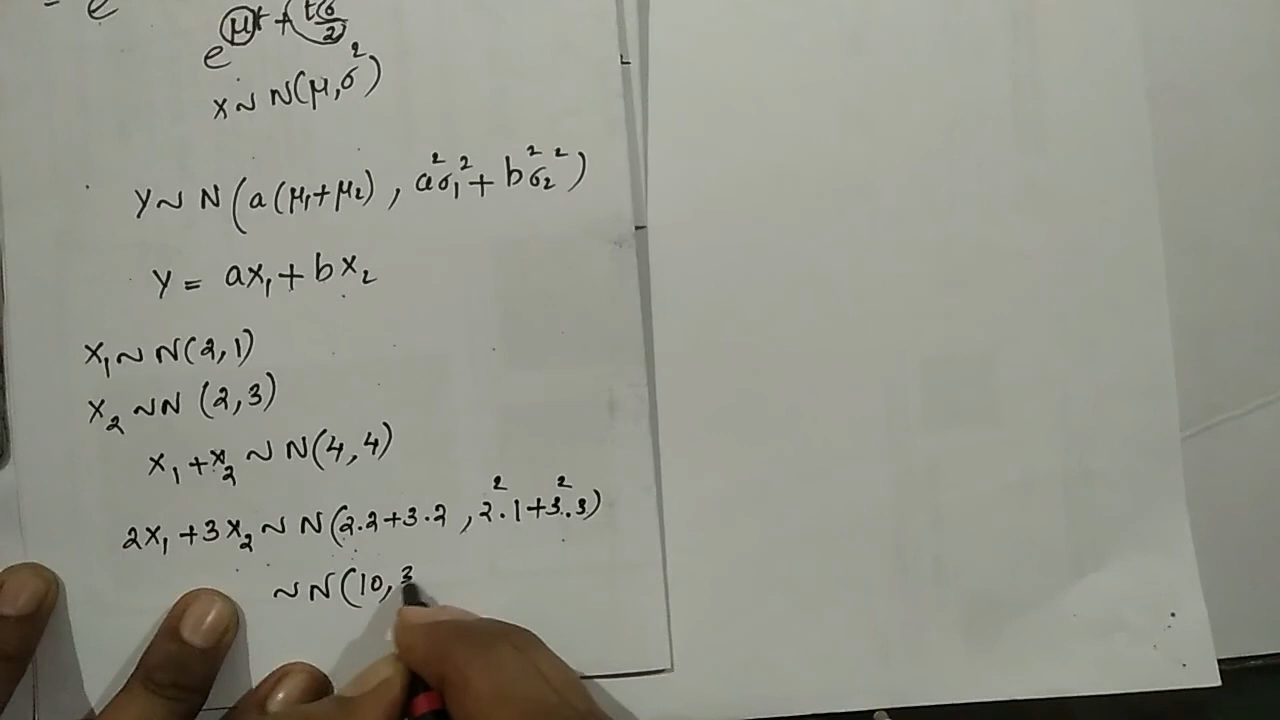 = e
e^{μt + tσ/2}
X ~ N(μ, σ²)
Y ~ N(a(μ₁+μ₂), a²σ₁² + b²σ₂²)
Y = aX₁ + bX₂
X₁ ~ N(2, 1)
X₂ ~ N (2, 3)
X₁ + X₂ ~ N(4, 4)
2X₁ + 3X₂ ~ N(2.2+3.2, 2².1+3².3)
~ N(10, 3